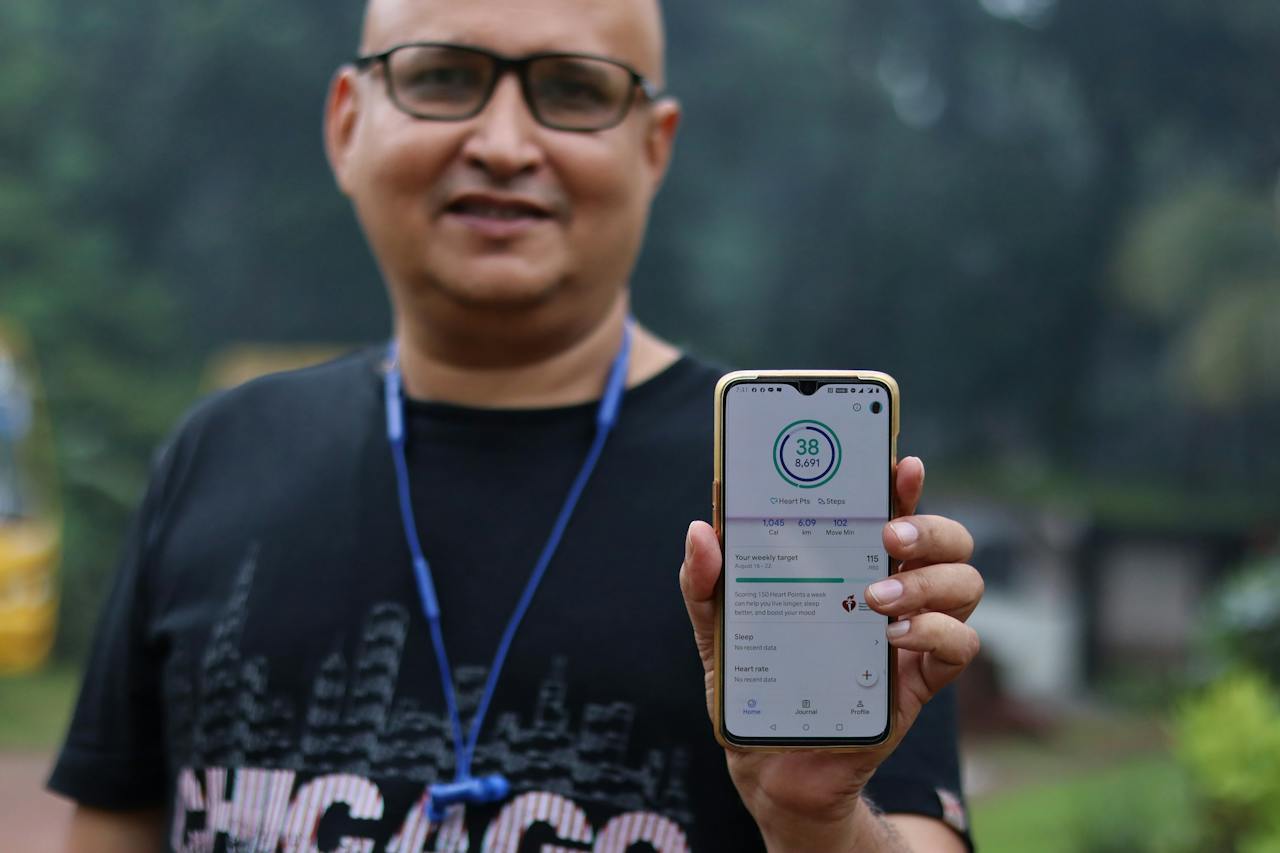 38
8,691
Heart Pts Steps
1,045 6.09 102
Cal km Move Min
Your weekly target 115
August 16 - 22
Scoring 150 Heart Points a week
can help you live longer, sleep
better, and boost your mood
Sleep
No recent data
Heart rate
No recent data
Home Journal Profile
CHICAGO